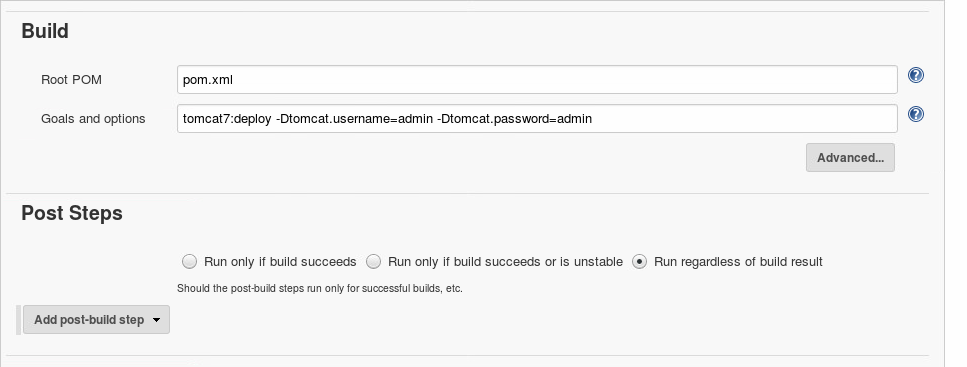 Build
Root POM pom.xml
Goals and options tomcat7:deploy -Dtomcat.username=admin -Dtomcat.password=admin
Advanced...
Post Steps
Run only if build succeeds Run only if build succeeds or is unstable Run regardless of build result
Should the post-build steps run only for successful builds, etc.
Add post-build step